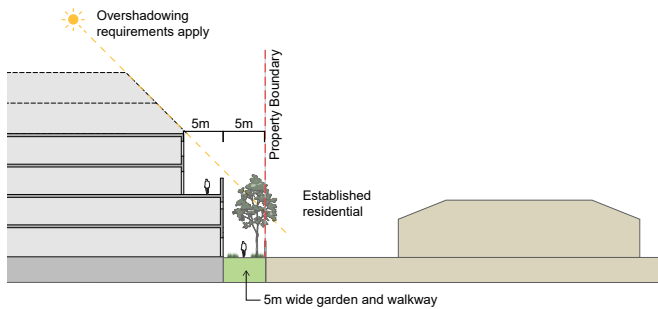 Overshadowing
requirements apply
5m
5m
Property Boundary
Established
residential
5m wide garden and walkway